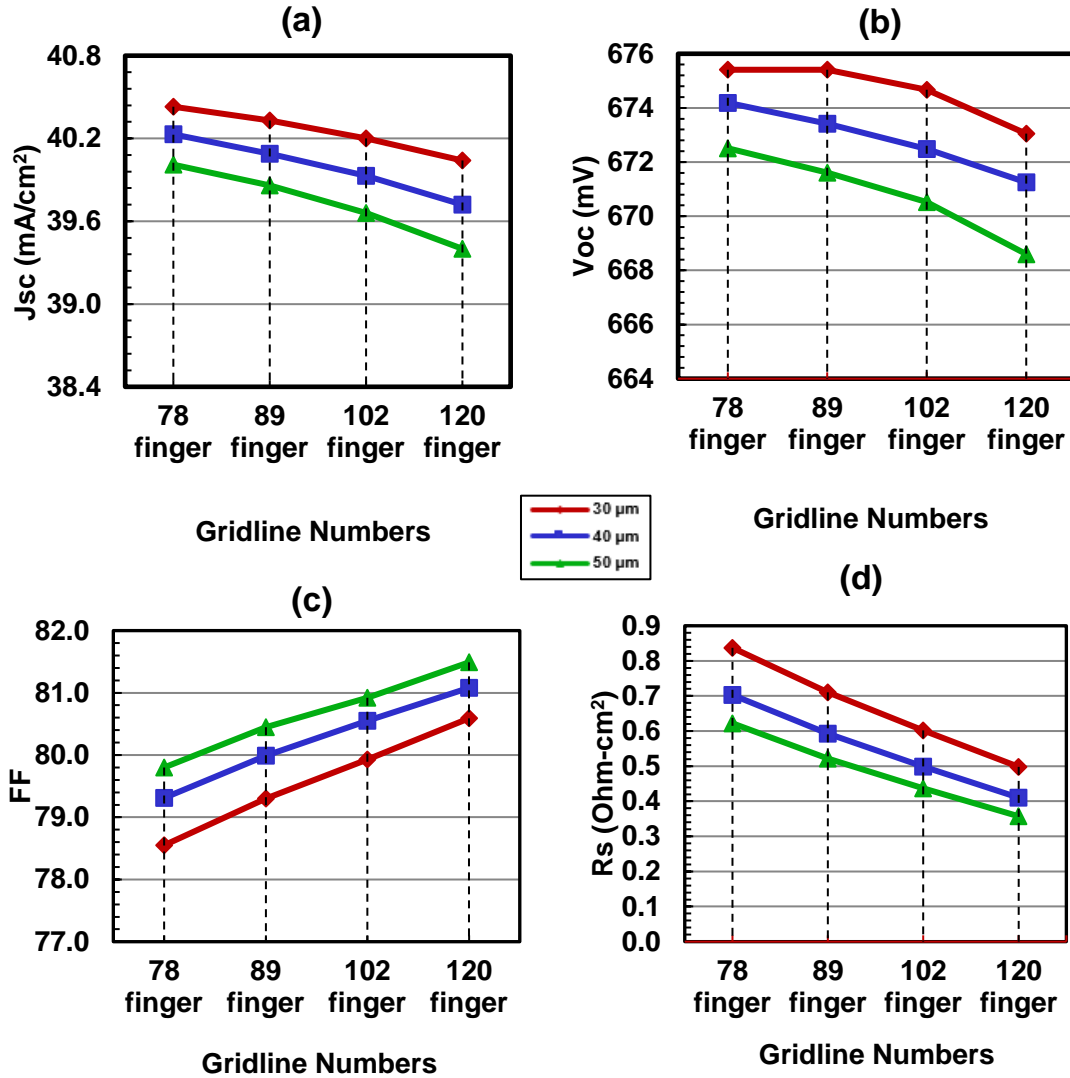 (a)
40.8
40.2
39.6
39.0
38.4
Jsc (mA/cm²)
78 89 102 120
finger finger finger finger
Gridline Numbers
(b)
676
674
672
670
668
666
664
Voc (mV)
78 89 102 120
finger finger finger finger
Gridline Numbers
30 µm
40 µm
50 µm
(c)
82.0
81.0
80.0
79.0
78.0
77.0
FF
78 89 102 120
finger finger finger finger
Gridline Numbers
(d)
0.9
0.8
0.7
0.6
0.5
0.4
0.3
0.2
0.1
0.0
Rs (Ohm-cm²)
78 89 102 120
finger finger finger finger
Gridline Numbers